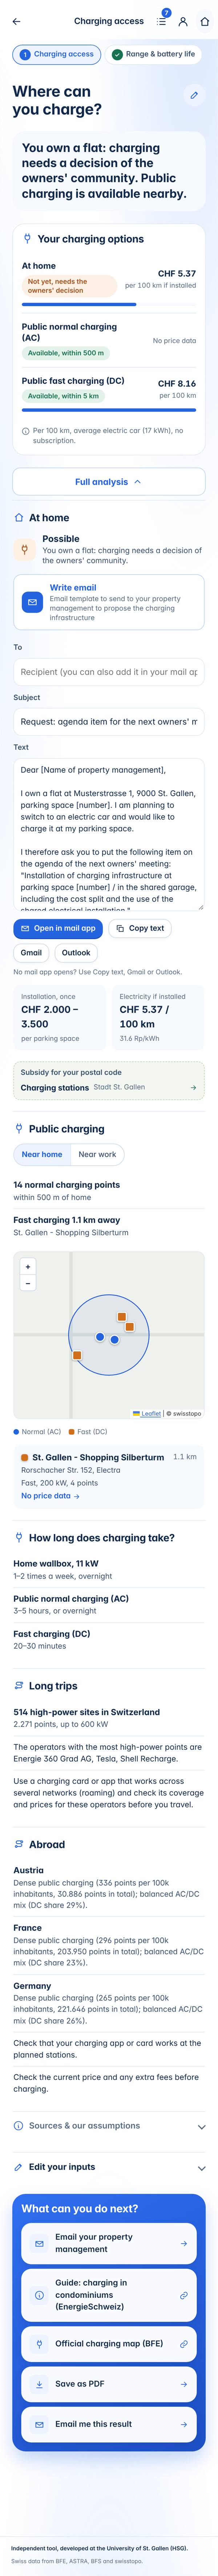 Charging access
7
1 Charging access
Range & battery life
Where can
you charge?
You own a flat: charging
needs a decision of the
owners' community. Public
charging is available nearby.
Your charging options
At home
Not yet, needs the
owners' decision
CHF 5.37
per 100 km if installed
Public normal charging
(AC)
Available, within 500 m
No price data
Public fast charging (DC)
Available, within 5 km
CHF 8.16
per 100 km
Per 100 km, average electric car (17 kWh), no
subscription.
Full analysis
At home
Possible
You own a flat: charging needs a decision of
the owners' community.
Write email
Email template to send to your property
management to propose the charging
infrastructure
To
Recipient (you can also add it in your mail ap
Subject
Request: agenda item for the next owners' m
Text
Dear [Name of property management],
I own a flat at Musterstrasse 1, 9000 St. Gallen,
parking space [number]. I am planning to
switch to an electric car and would like to
charge it at my parking space.
I therefore ask you to put the following item on
the agenda of the next owners' meeting:
"Installation of charging infrastructure at
parking space [number] / in the shared garage,
including the cost split and the use of the
shared electrical installation."
Open in mail app
Copy text
Gmail
Outlook
No mail app opens? Use Copy text, Gmail or Outlook.
Installation, once
CHF 2.000 –
3.500
per parking space
Electricity if installed
CHF 5.37 /
100 km
31.6 Rp/kWh
Subsidy for your postal code
Charging stations Stadt St. Gallen
Public charging
Near home
Near work
14 normal charging points
within 500 m of home
Fast charging 1.1 km away
St. Gallen - Shopping Silberturm
+
−
Leaflet | © swisstopo
Normal (AC)
Fast (DC)
St. Gallen - Shopping Silberturm 1.1 km
Rorschacher Str. 152, Electra
Fast, 200 kW, 4 points
No price data →
How long does charging take?
Home wallbox, 11 kW
1–2 times a week, overnight
Public normal charging (AC)
3–5 hours, or overnight
Fast charging (DC)
20–30 minutes
Long trips
514 high-power sites in Switzerland
2.271 points, up to 600 kW
The operators with the most high-power points are
Energie 360 Grad AG, Tesla, Shell Recharge.
Use a charging card or app that works across
several networks (roaming) and check its coverage
and prices for these operators before you travel.
Abroad
Austria
Dense public charging (336 points per 100k
inhabitants, 30.886 points in total); balanced AC/DC
mix (DC share 29%).
France
Dense public charging (296 points per 100k
inhabitants, 203.950 points in total); balanced AC/DC
mix (DC share 23%).
Germany
Dense public charging (265 points per 100k
inhabitants, 221.646 points in total); balanced AC/DC
mix (DC share 26%).
Check that your charging app or card works at the
planned stations.
Check the current price and any extra fees before
charging.
Sources & our assumptions
Edit your inputs
What can you do next?
Email your property
management
Guide: charging in
condominiums
(EnergieSchweiz)
Official charging map (BFE)
Save as PDF
Email me this result
Independent tool, developed at the University of St. Gallen (HSG).
Swiss data from BFE, ASTRA, BFS and swisstopo.